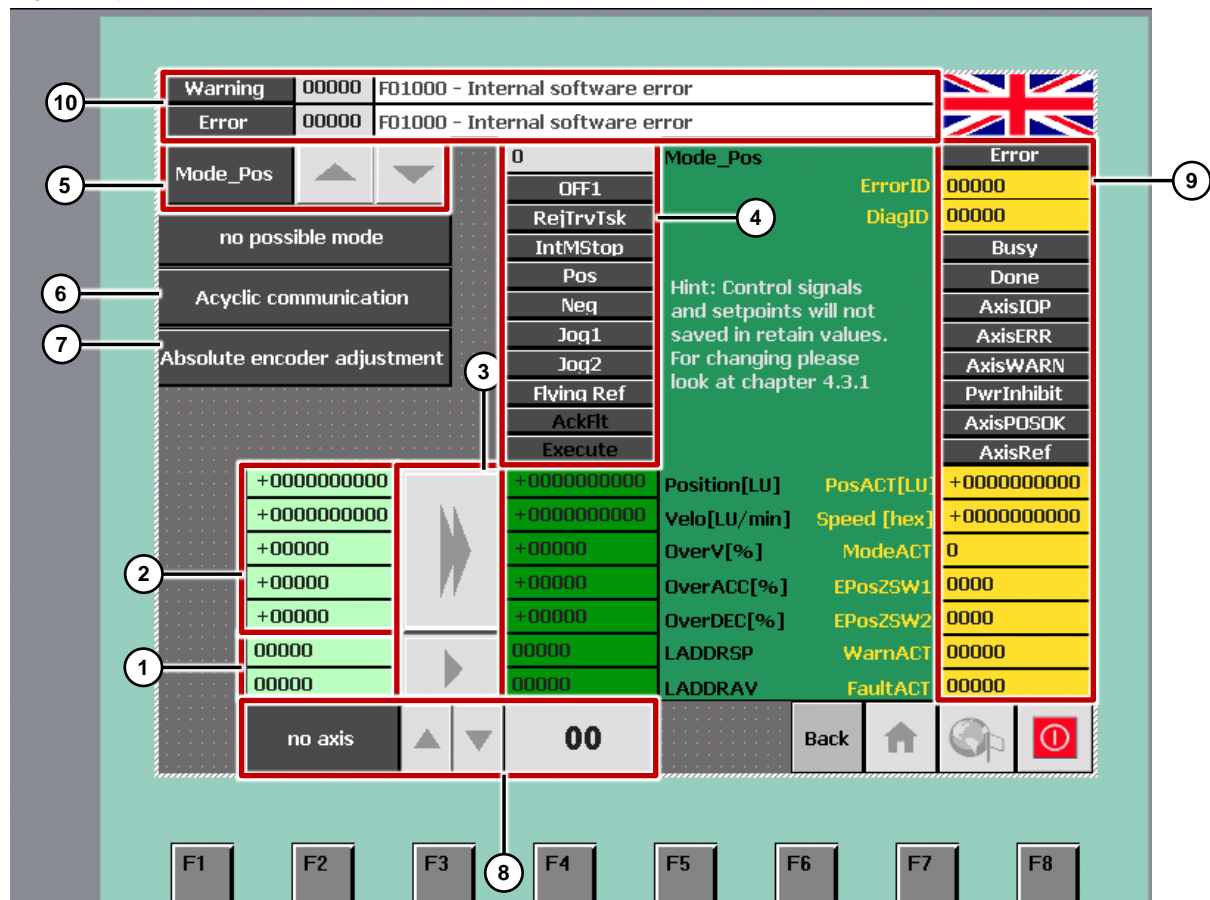 Warning 00000 F01000 - Internal software error
Error 00000 F01000 - Internal software error
10
Mode_Pos
5
no possible mode
Acyclic communication
6
Absolute encoder adjustment
7
3
0
OFF1
RejTrvTsk
IntMStop
Pos
Neg
Jog1
Jog2
Flying Ref
AckFlt
Execute
4
Mode_Pos
ErrorID
DiagID
Hint: Control signals
and setpoints will not
saved in retain values.
For changing please
look at chapter 4.3.1
Error
00000
00000
Busy
Done
AxisIOP
AxisERR
AxisWARN
PwrInhibit
AxisPOSOK
AxisRef
9
+0000000000 +0000000000 Position[LU] PosACT[LU] +0000000000
+0000000000 +0000000000 Velo[LU/min] Speed [hex] +0000000000
+00000 +00000 OverV[%] ModeACT 0
2
+00000 +00000 OverACC[%] EPosZSW1 0000
+00000 +00000 OverDEC[%] EPosZSW2 0000
1
00000 00000 LADDRSP WarnACT 00000
00000 00000 LADDRAV FaultACT 00000
no axis 00 Back
8
F1 F2 F3 F4 F5 F6 F7 F8